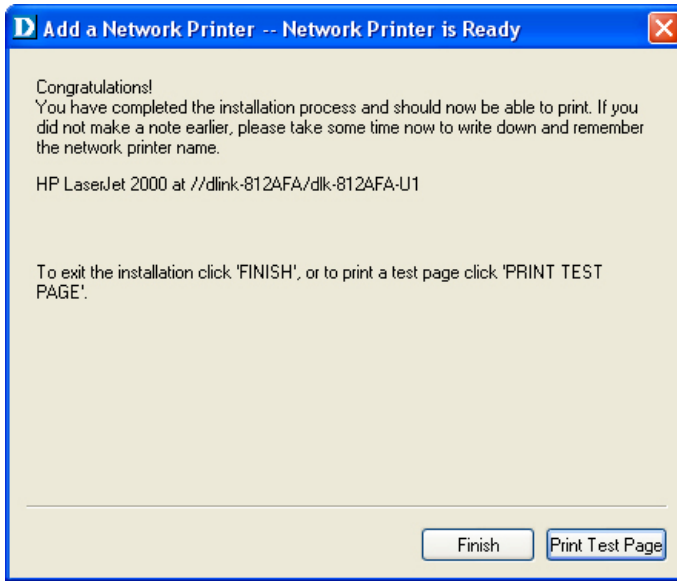 D Add a Network Printer -- Network Printer is Ready
Congratulations!
You have completed the installation process and should now be able to print. If you
did not make a note earlier, please take some time now to write down and remember
the network printer name.
HP LaserJet 2000 at //dlink-812AFA/dlk-812AFA-U1
To exit the installation click 'FINISH', or to print a test page click 'PRINT TEST
PAGE'.
Finish
Print Test Page